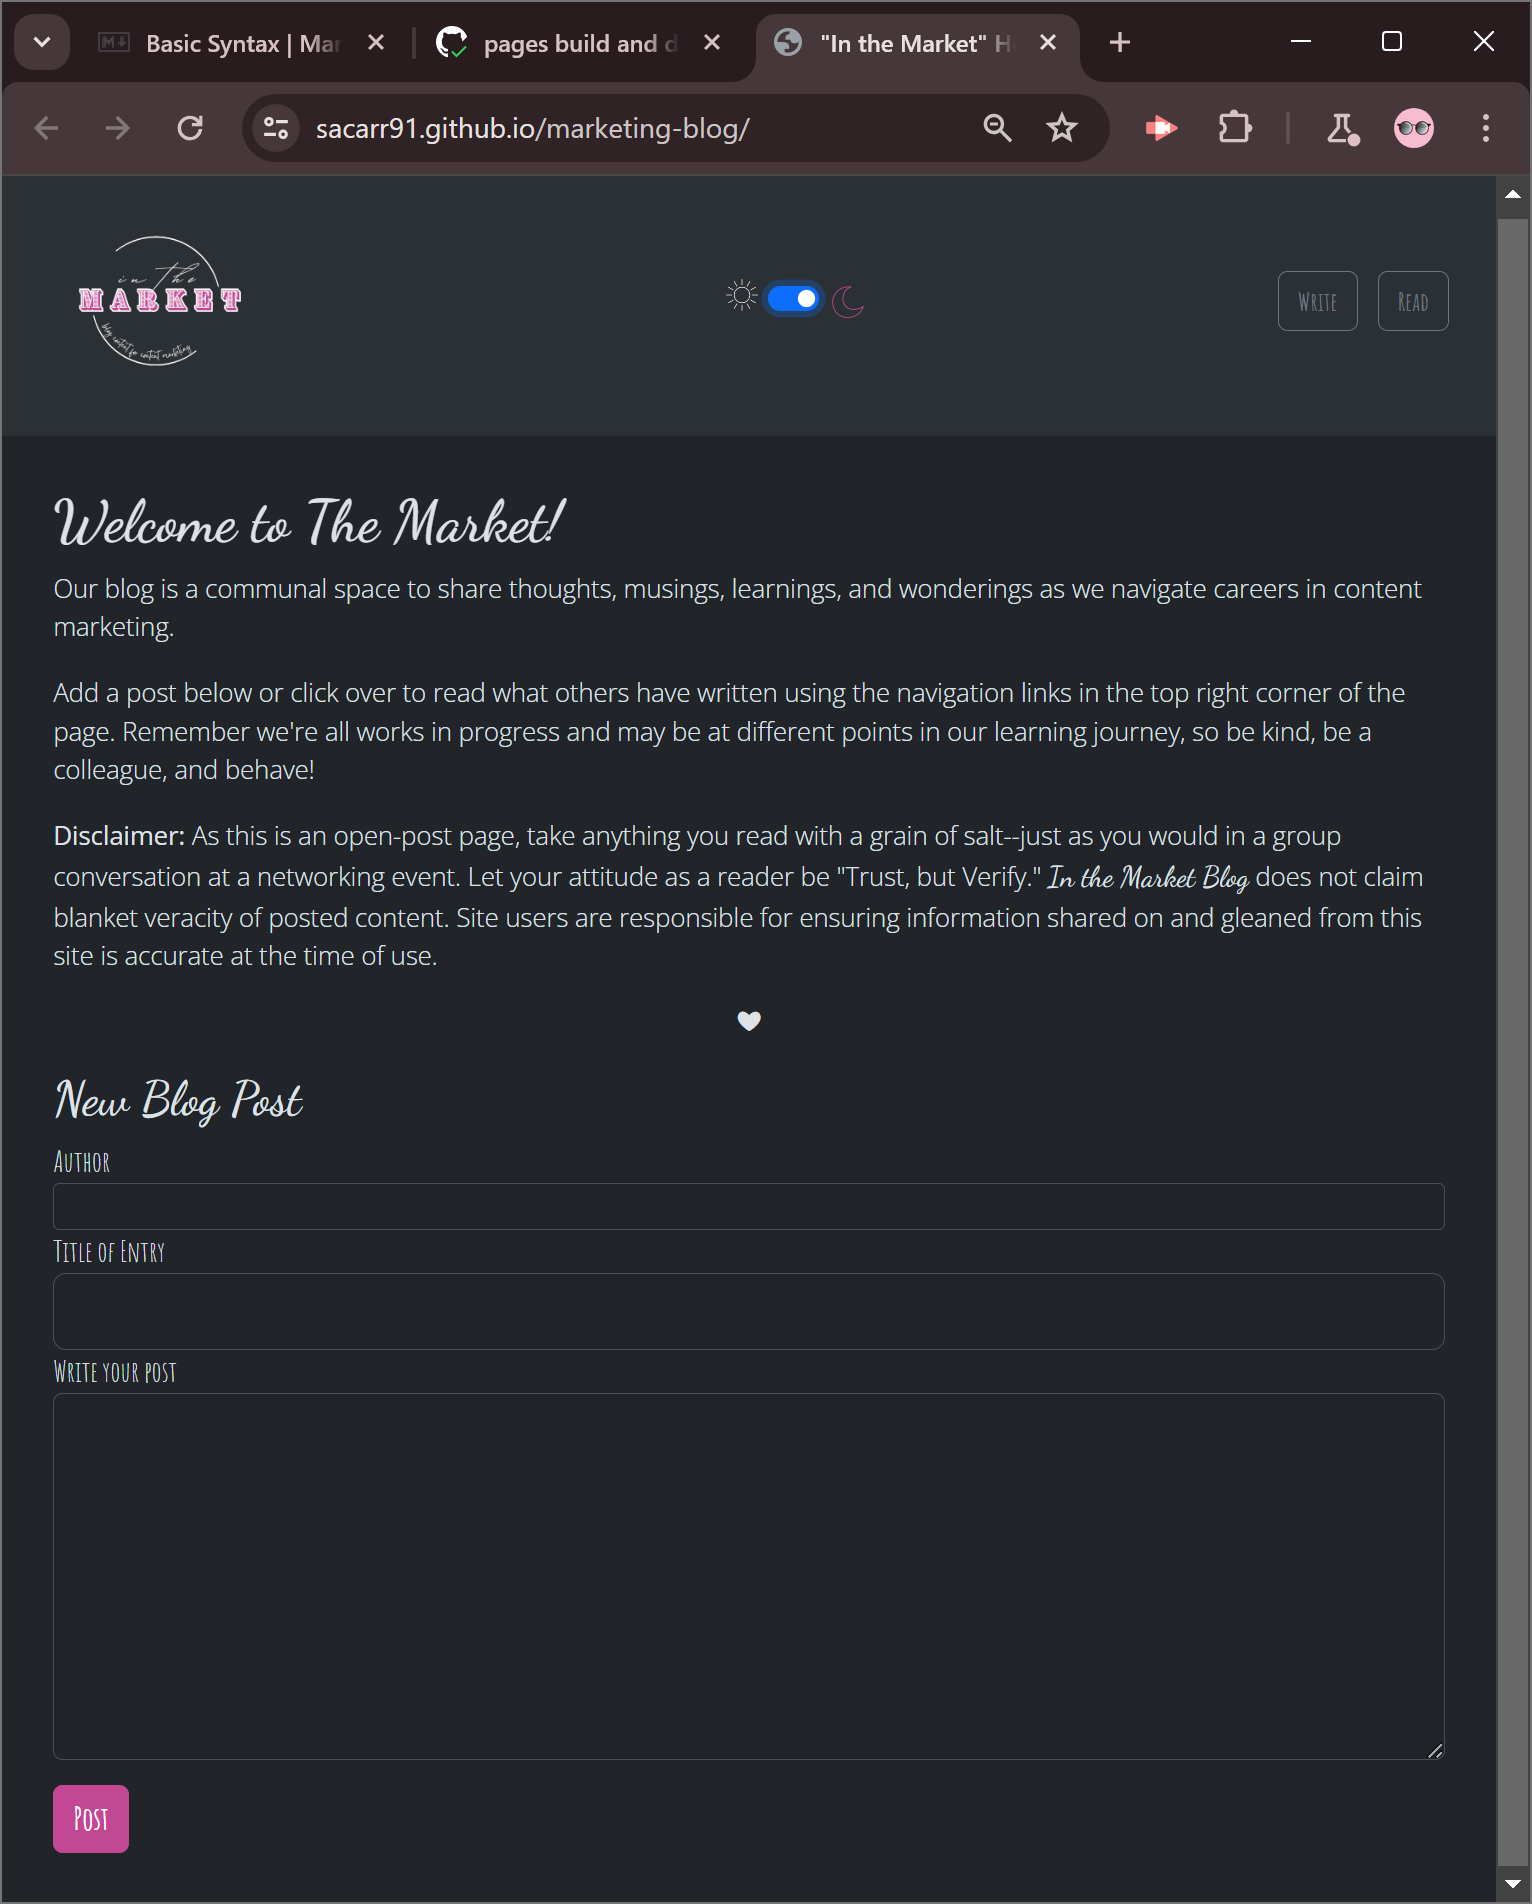 Basic Syntax | Mar
pages build and d
"In the Market" H
sacarr91.github.io/marketing-blog/
in the
MARKET
blog content for content marketing
Write
Read
Welcome to The Market!
Our blog is a communal space to share thoughts, musings, learnings, and wonderings as we navigate careers in content
marketing.
Add a post below or click over to read what others have written using the navigation links in the top right corner of the
page. Remember we're all works in progress and may be at different points in our learning journey, so be kind, be a
colleague, and behave!
Disclaimer: As this is an open-post page, take anything you read with a grain of salt--just as you would in a group
conversation at a networking event. Let your attitude as a reader be "Trust, but Verify." In the Market Blog does not claim
blanket veracity of posted content. Site users are responsible for ensuring information shared on and gleaned from this
site is accurate at the time of use.
New Blog Post
Author
Title of Entry
Write your post
Post